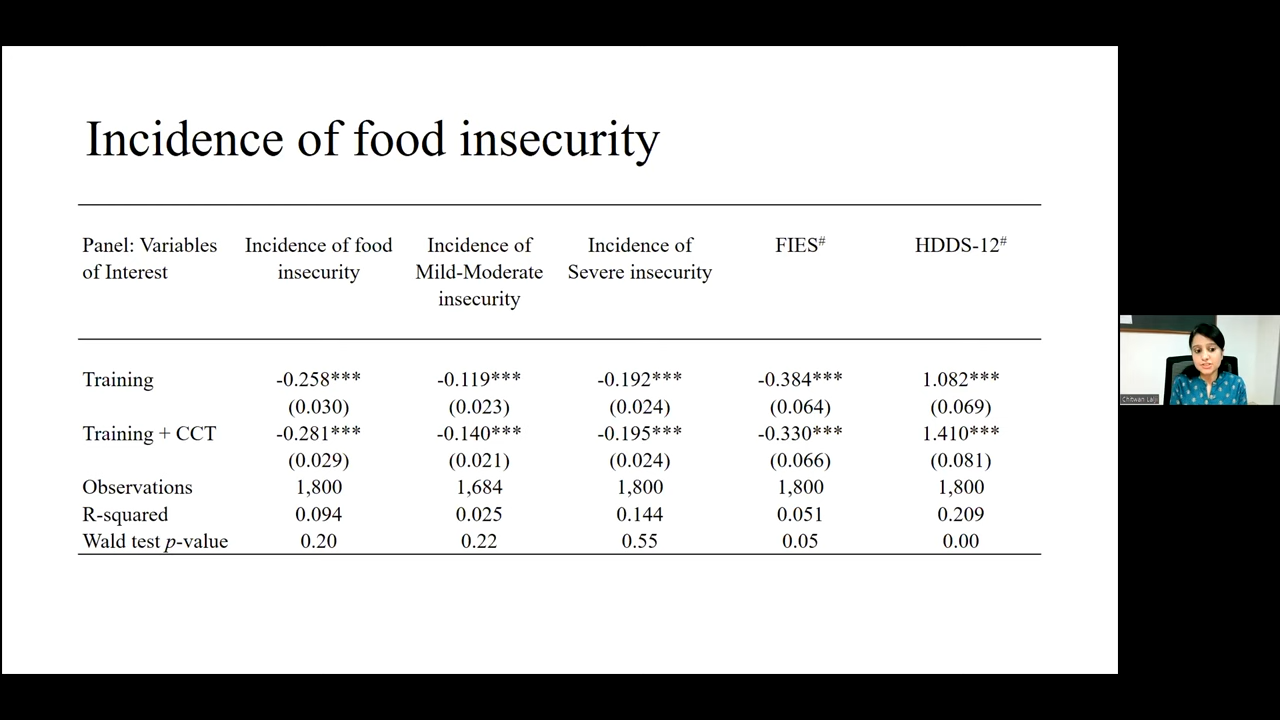 Incidence of food insecurity
Panel: Variables of Interest Incidence of food insecurity Incidence of Mild-Moderate insecurity Incidence of Severe insecurity FIES# HDDS-12#
Training -0.258*** -0.119*** -0.192*** -0.384*** 1.082***
(0.030) (0.023) (0.024) (0.064) (0.069)
Training + CCT -0.281*** -0.140*** -0.195*** -0.330*** 1.410***
(0.029) (0.021) (0.024) (0.066) (0.081)
Observations 1,800 1,684 1,800 1,800 1,800
R-squared 0.094 0.025 0.144 0.051 0.209
Wald test p-value 0.20 0.22 0.55 0.05 0.00
Chitwan Lalji